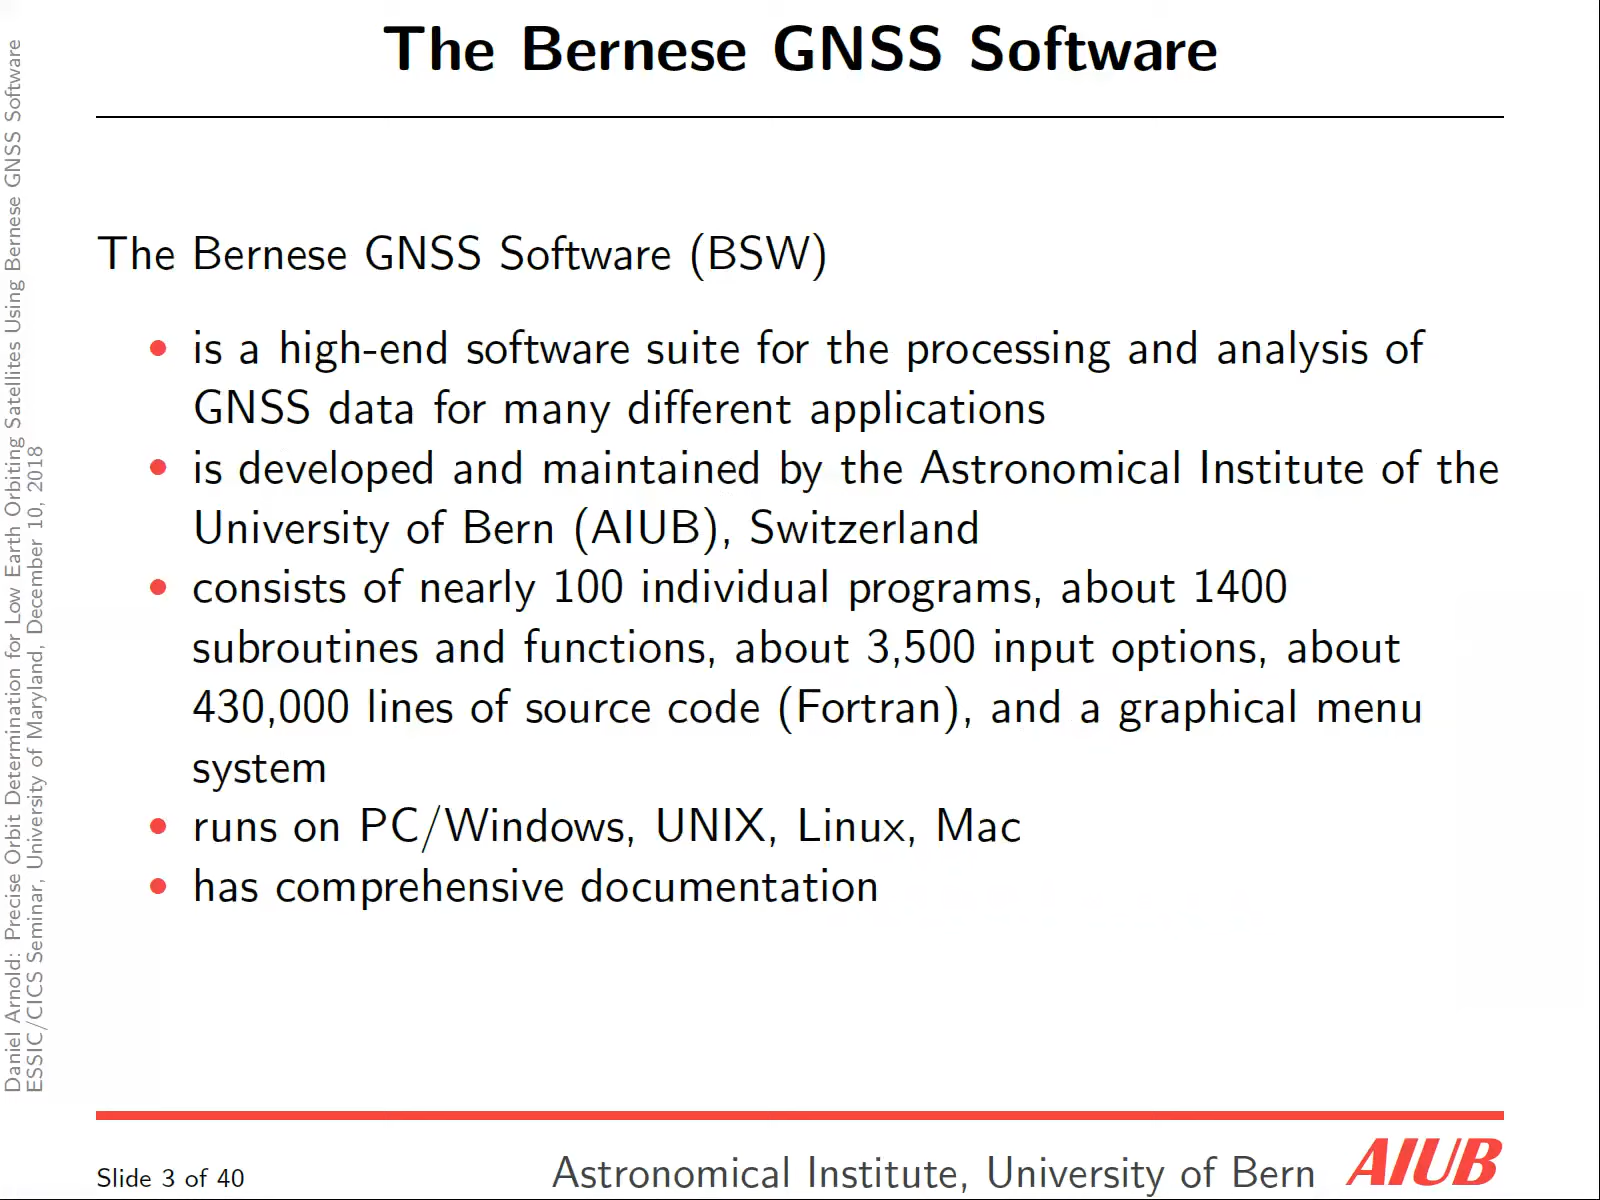 The Bernese GNSS Software
The Bernese GNSS Software (BSW)
• is a high-end software suite for the processing and analysis of
GNSS data for many different applications
• is developed and maintained by the Astronomical Institute of the
University of Bern (AIUB), Switzerland
• consists of nearly 100 individual programs, about 1400
subroutines and functions, about 3,500 input options, about
430,000 lines of source code (Fortran), and a graphical menu
system
• runs on PC/Windows, UNIX, Linux, Mac
• has comprehensive documentation
Daniel Arnold: Precise Orbit Determination for Low Earth Orbiting Satellites Using Bernese GNSS Software
ESSIC/CICS Seminar, University of Maryland, December 10, 2018
Slide 3 of 40
Astronomical Institute, University of Bern
AIUB